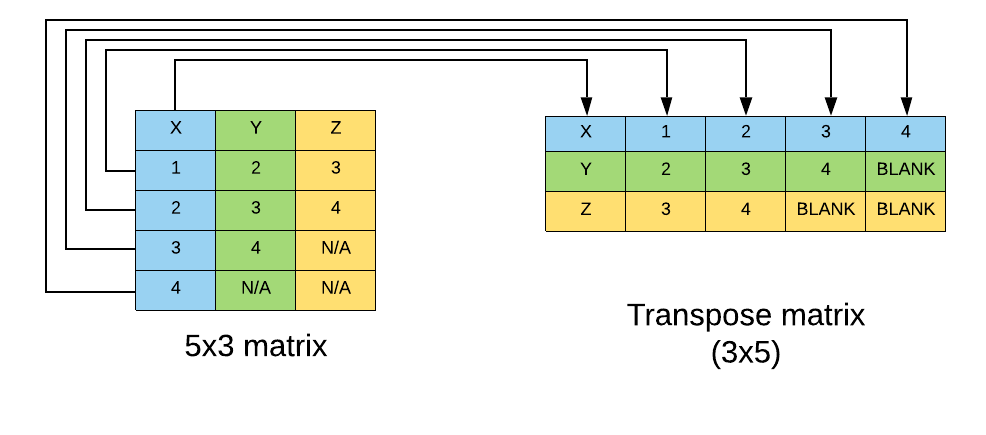 X Y Z
1 2 3
2 3 4
3 4 N/A
4 N/A N/A
5x3 matrix
X 1 2 3 4
Y 2 3 4 BLANK
Z 3 4 BLANK BLANK
Transpose matrix
(3x5)